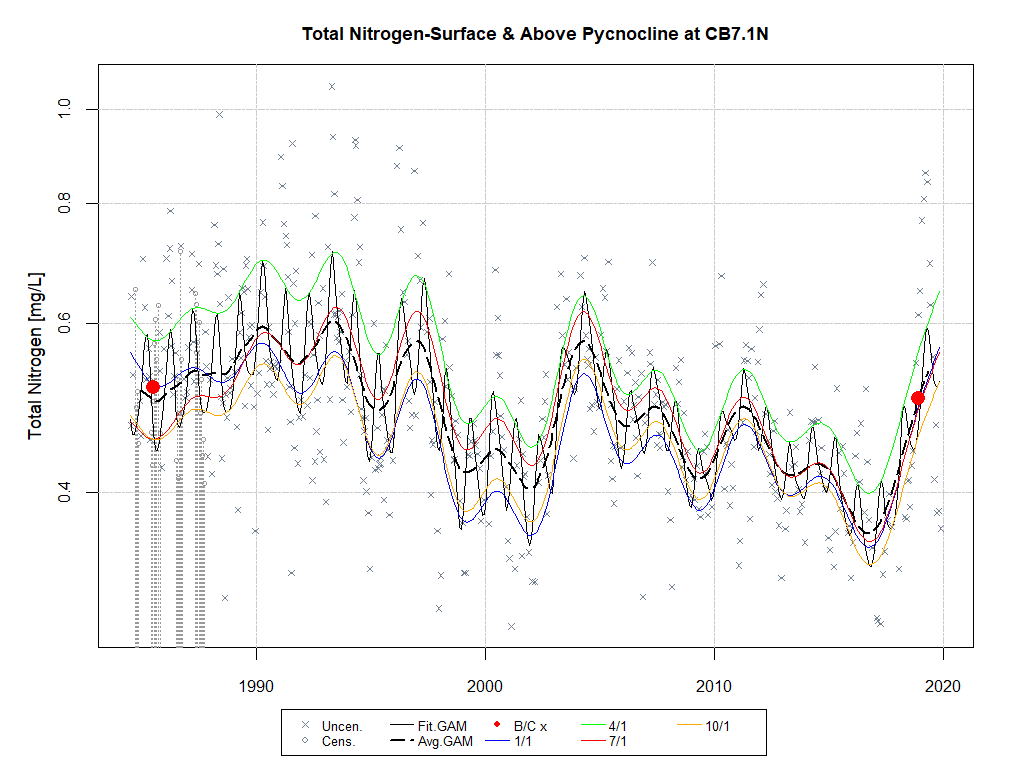 Total Nitrogen-Surface & Above Pycnocline at CB7.1N
Total Nitrogen [mg/L]
1.0
0.8
0.6
0.4
1990 2000 2010 2020
Uncen. Fit.GAM B/C x 4/1 10/1
Cens. Avg.GAM 1/1 7/1